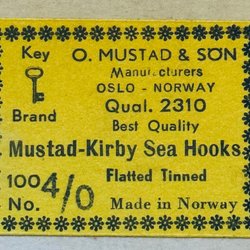 Key O. MUSTAD & SÖN
Manufacturers
OSLO - NORWAY
Qual. 2310
Brand Best Quality
Mustad-Kirby Sea Hooks
100 4/0 Flatted Tinned
No. Made in Norway